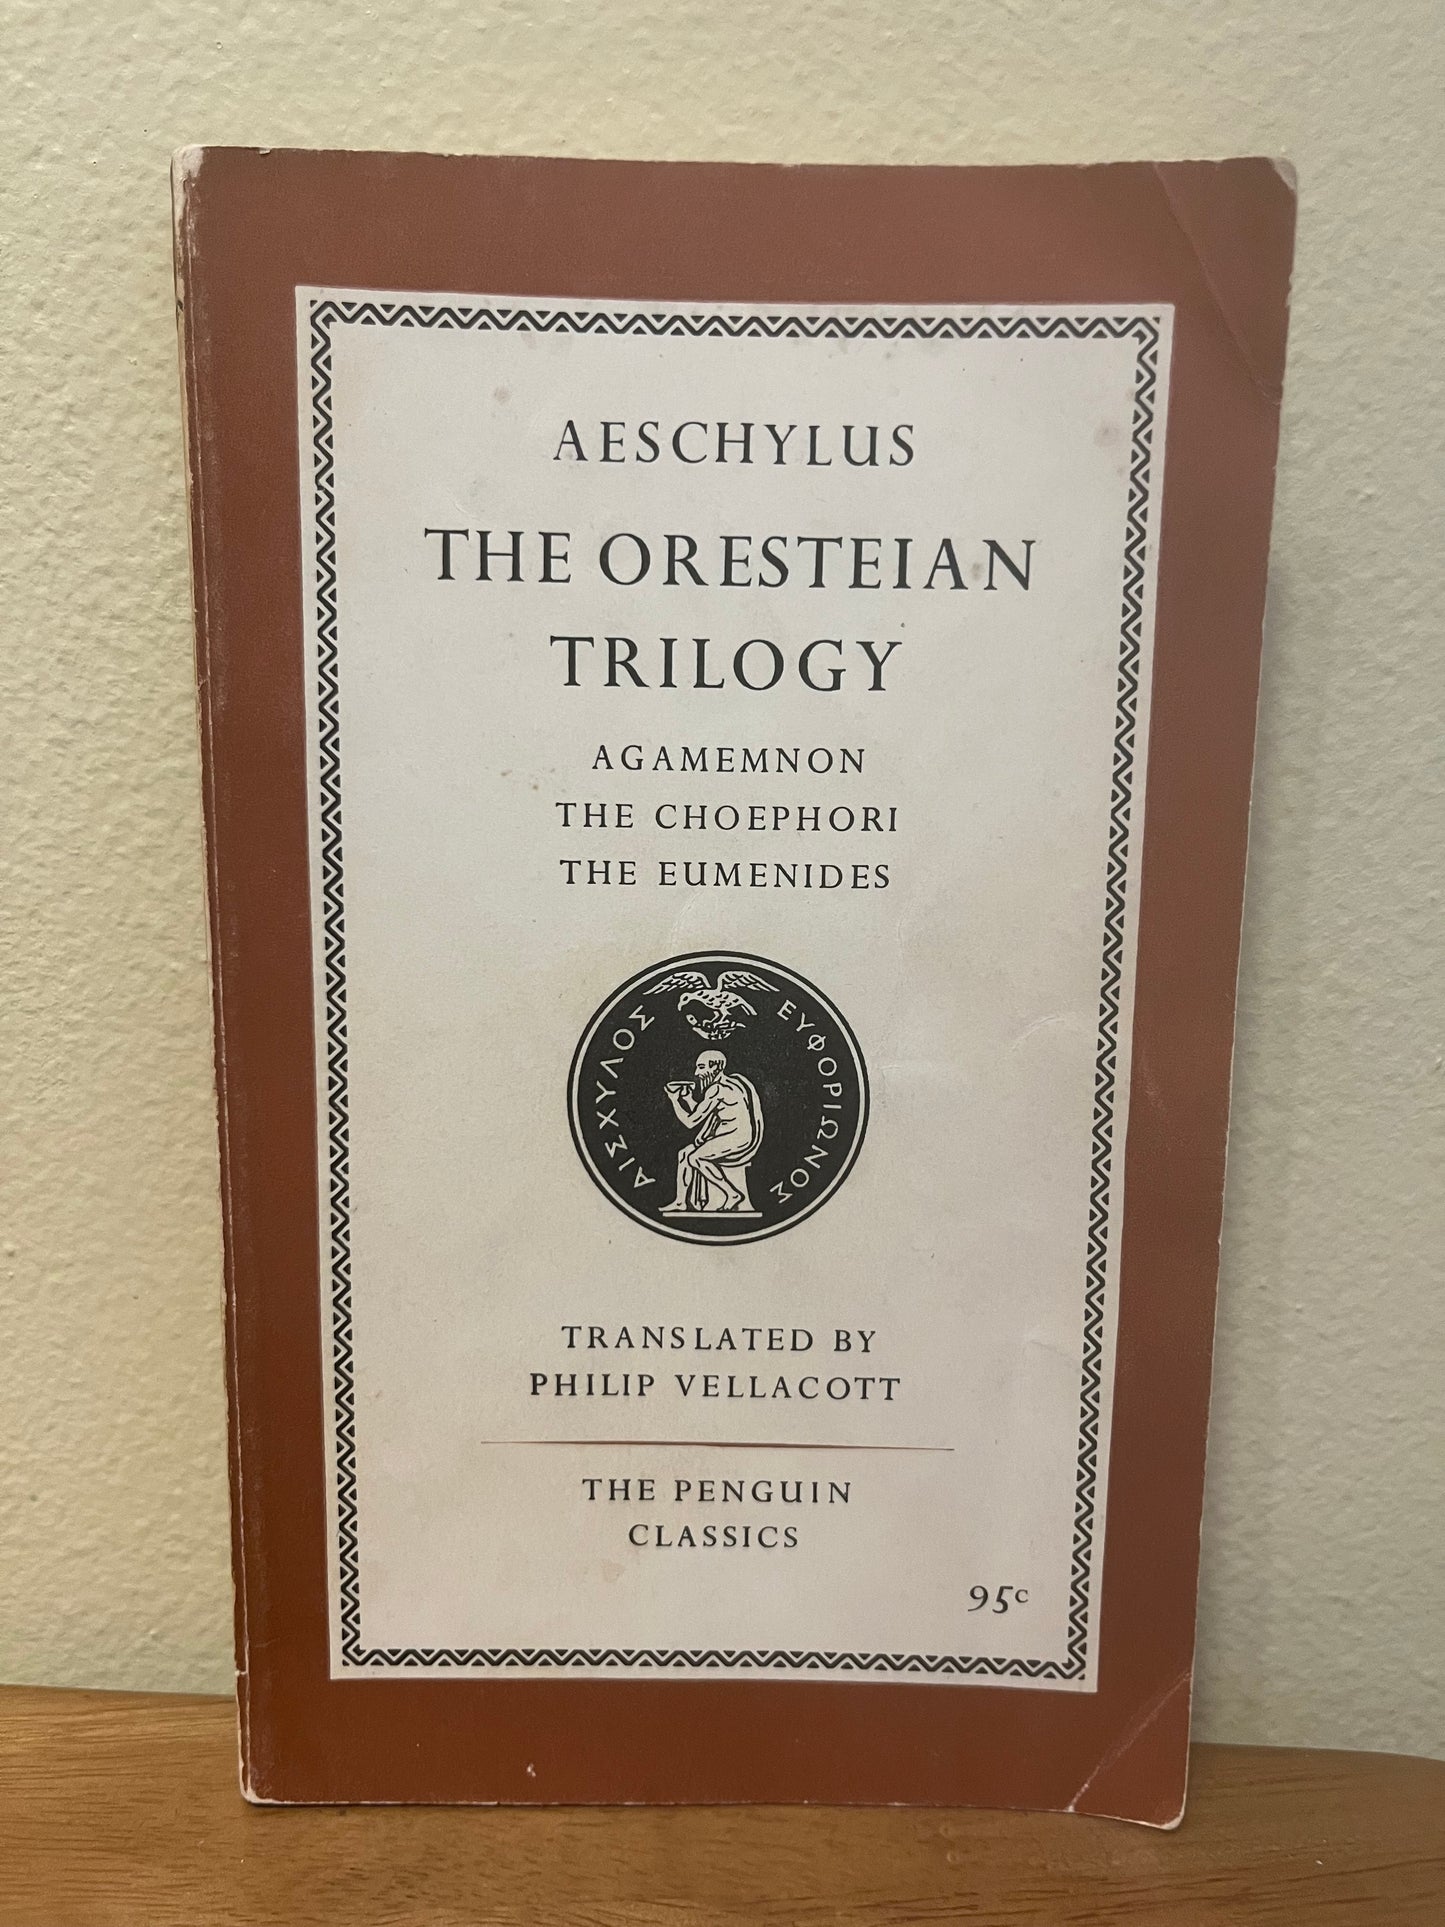 AESCHYLUS
THE ORESTEIAN
TRILOGY
AGAMEMNON
THE CHOEPHORI
THE EUMENIDES
ΑΙΣΧΥΛΟΣ ΕΥΦΟΡΙΩΝΟΣ
TRANSLATED BY
PHILIP VELLACOTT
THE PENGUIN
CLASSICS
95c